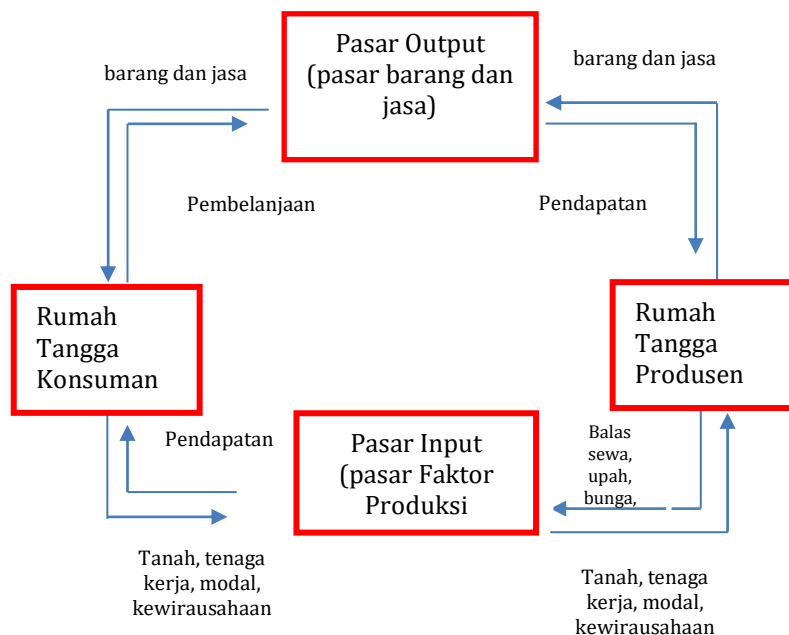 Pasar Output
(pasar barang dan
jasa)
barang dan jasa
barang dan jasa
Pembelanjaan
Pendapatan
Rumah
Tangga
Konsuman
Rumah
Tangga
Produsen
Pendapatan
Pasar Input
(pasar Faktor
Produksi
Balas
sewa,
upah,
bunga,
Tanah, tenaga
kerja, modal,
kewirausahaan
Tanah, tenaga
kerja, modal,
kewirausahaan